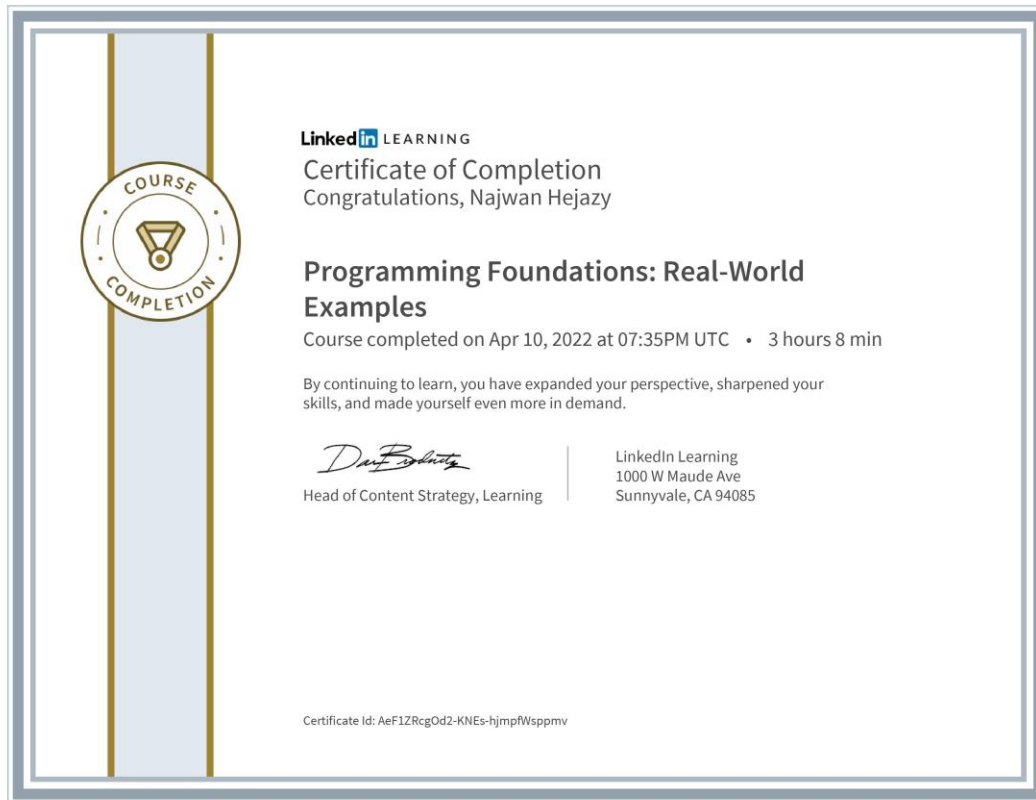 Linked in LEARNING
Certificate of Completion
Congratulations, Najwan Hejazy
COURSE
COMPLETION
Programming Foundations: Real-World
Examples
Course completed on Apr 10, 2022 at 07:35PM UTC • 3 hours 8 min
By continuing to learn, you have expanded your perspective, sharpened your
skills, and made yourself even more in demand.
Head of Content Strategy, Learning
LinkedIn Learning
1000 W Maude Ave
Sunnyvale, CA 94085
Certificate Id: AeF1ZRcgOd2-KNEs-hjmpfWsppmv